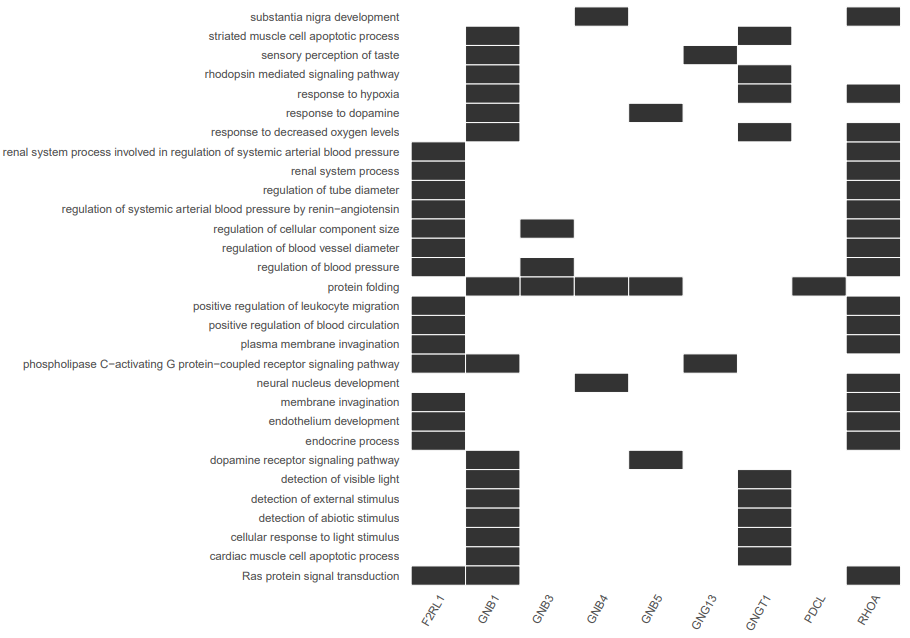 substantia nigra development
striated muscle cell apoptotic process
sensory perception of taste
rhodopsin mediated signaling pathway
response to hypoxia
response to dopamine
response to decreased oxygen levels
renal system process involved in regulation of systemic arterial blood pressure
renal system process
regulation of tube diameter
regulation of systemic arterial blood pressure by renin−angiotensin
regulation of cellular component size
regulation of blood vessel diameter
regulation of blood pressure
protein folding
positive regulation of leukocyte migration
positive regulation of blood circulation
plasma membrane invagination
phospholipase C−activating G protein−coupled receptor signaling pathway
neural nucleus development
membrane invagination
endothelium development
endocrine process
dopamine receptor signaling pathway
detection of visible light
detection of external stimulus
detection of abiotic stimulus
cellular response to light stimulus
cardiac muscle cell apoptotic process
Ras protein signal transduction
F2RL1
GNB1
GNB3
GNB4
GNB5
GNG13
GNGT1
PDCL
RHOA